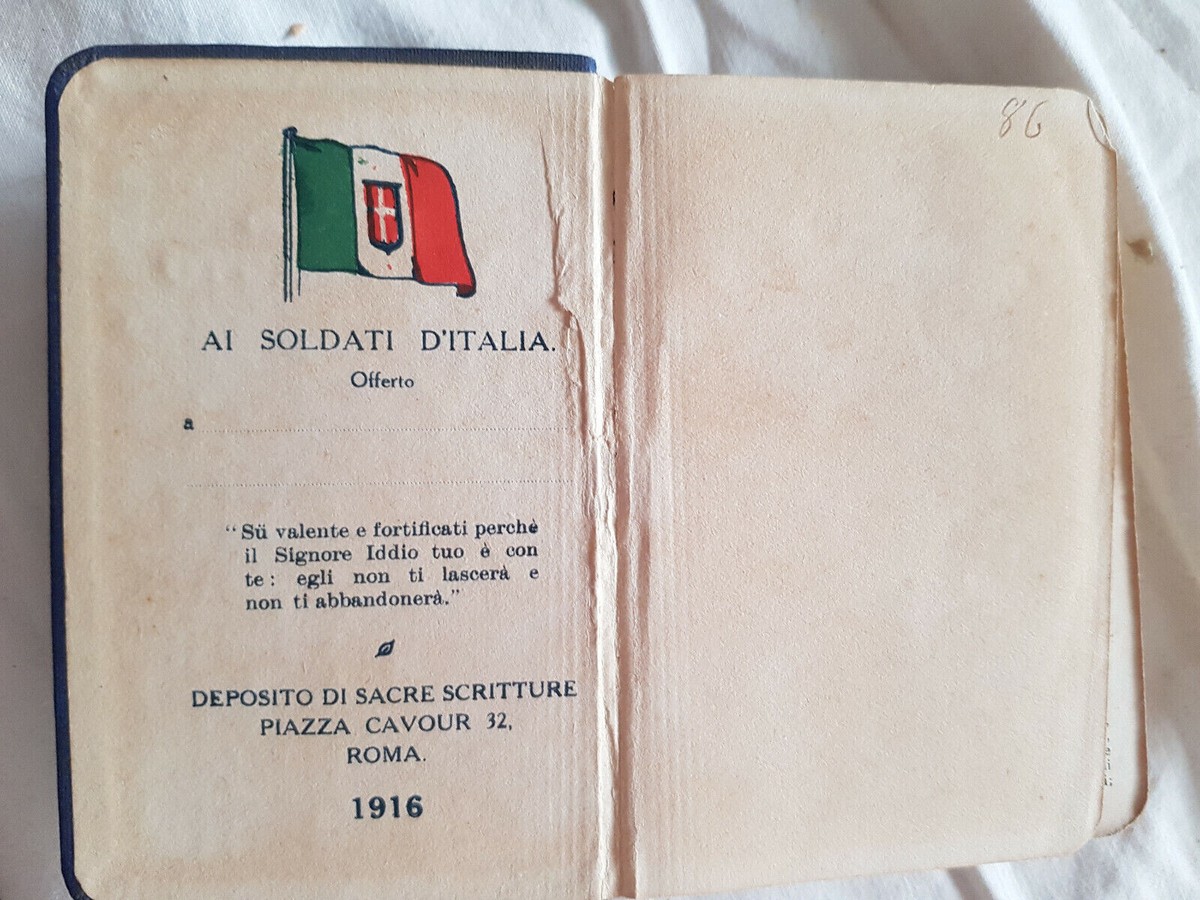 AI SOLDATI D'ITALIA.
Offerto
a
“Sü valente e fortificati perchè
il Signore Iddio tuo è con
te: egli non ti lascerà e
non ti abbandonerà.”
DEPOSITO DI SACRE SCRITTURE
PIAZZA CAVOUR 32,
ROMA.
1916
86